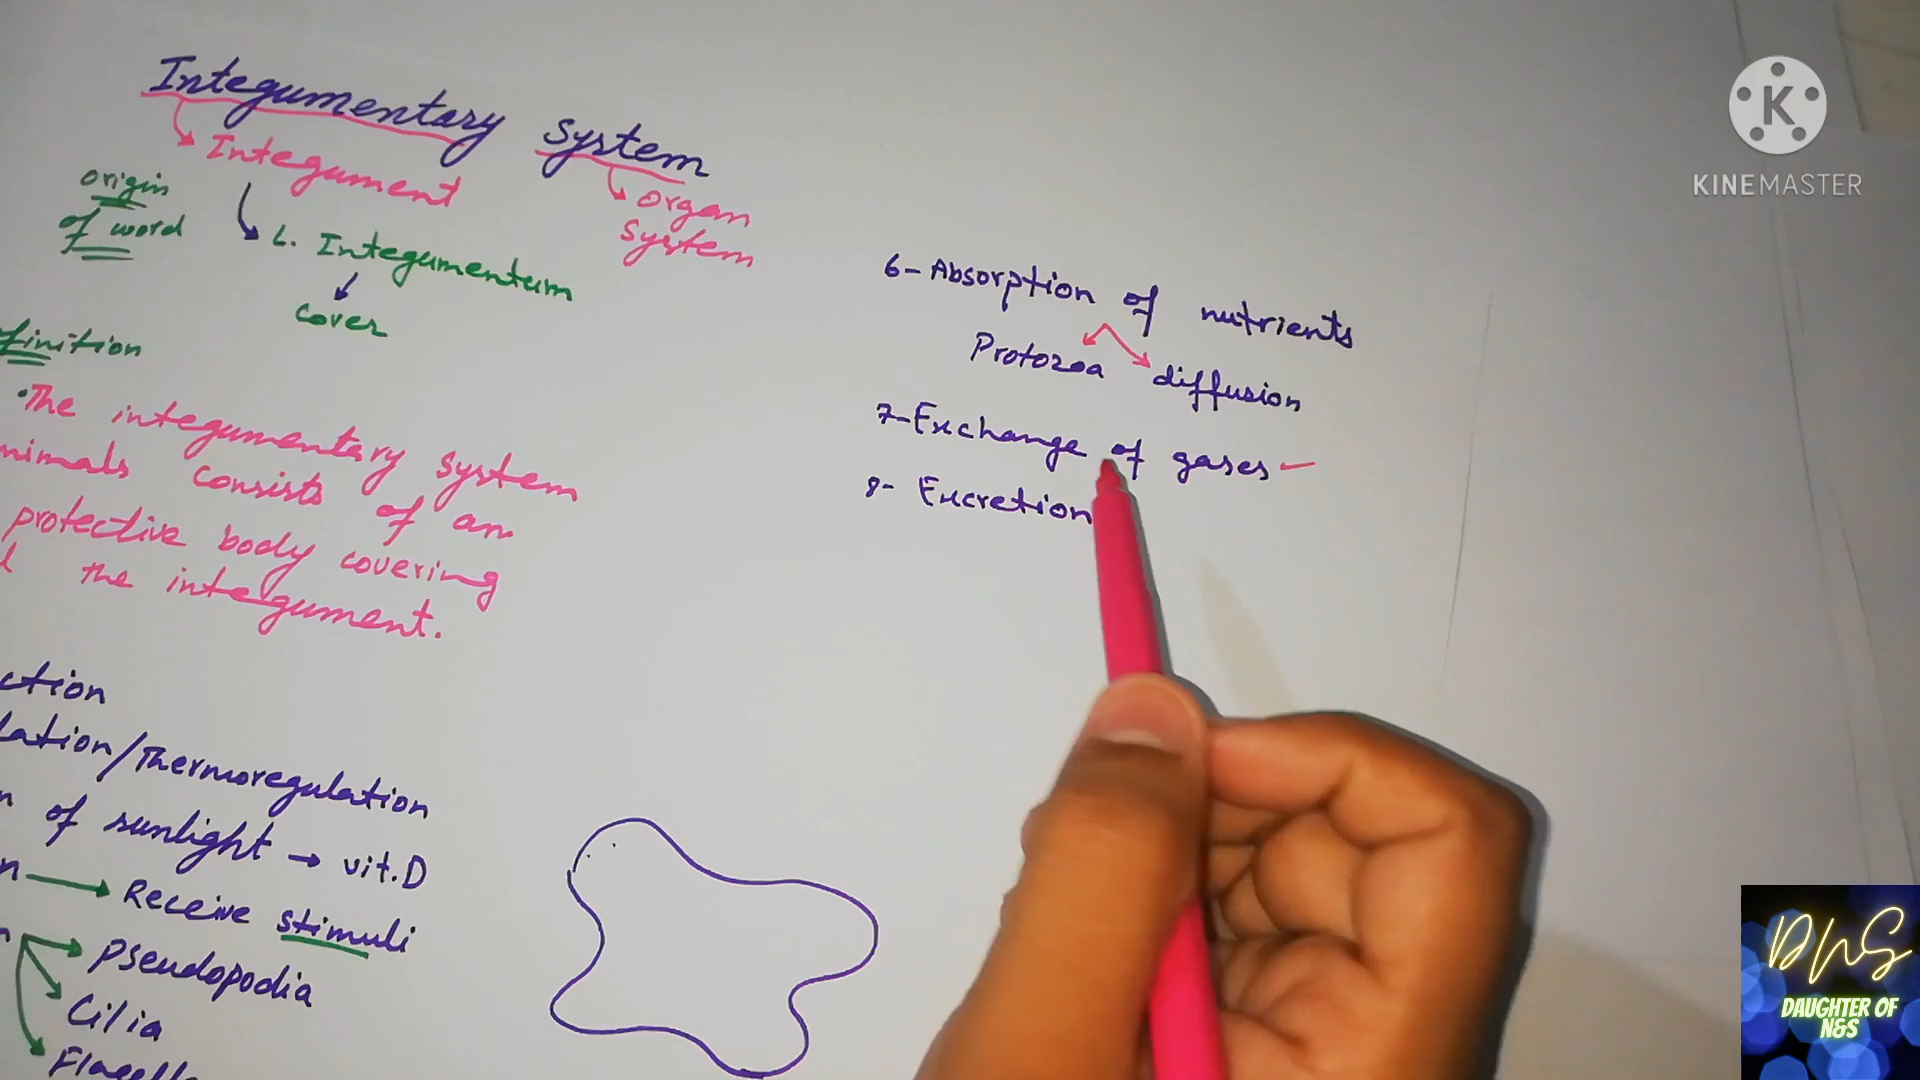 Integumentary System
Integument
organ
system
origin
of word
L. Integumentum
cover
finition
The integumentary system
nimals consists of an
protective body covering
the integument.
ction
lation/Thermoregulation
n of sunlight → vit.D
n → Receive stimuli
n → Pseudopodia
Cilia
Flagell
6- Absorption of nutrients
Protozoa diffusion
7- Exchange of gases
8- Excretion
K
KINEMASTER
DNS
DAUGHTER OF
N&S